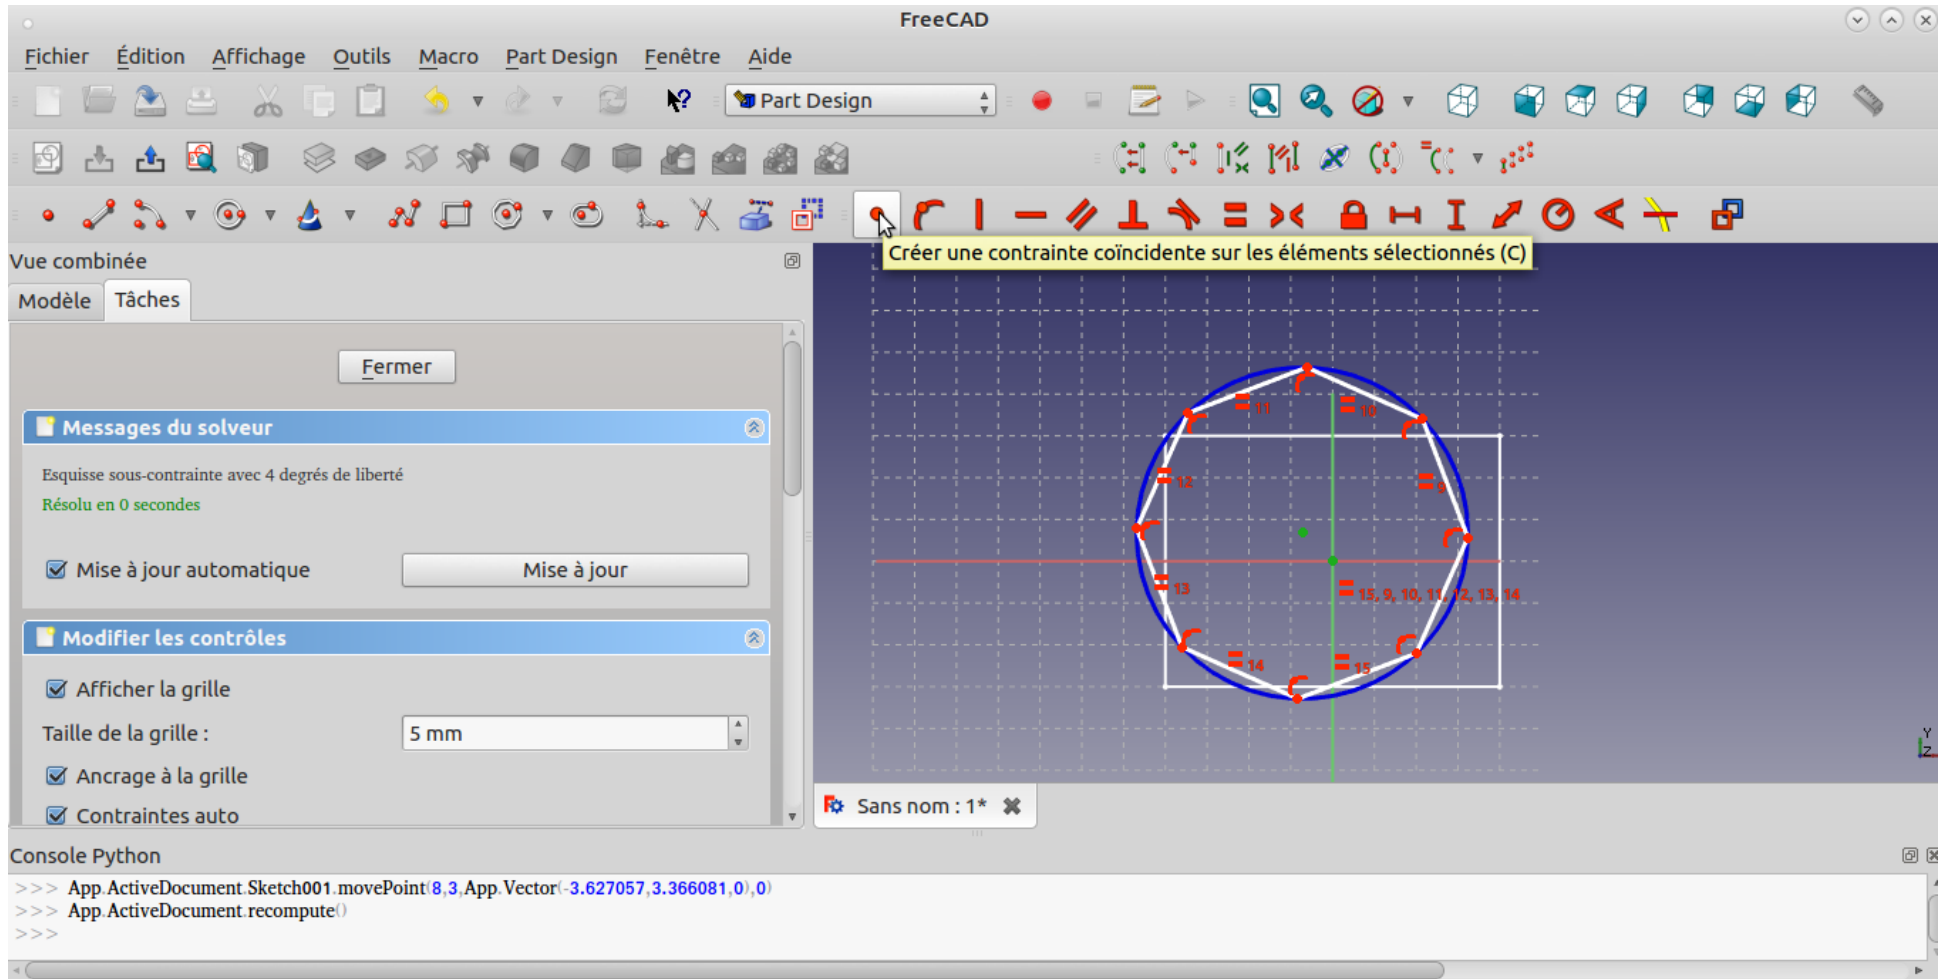 FreeCAD
Fichier Édition Affichage Outils Macro Part Design Fenêtre Aide
Part Design
Créer une contrainte coïncidente sur les éléments sélectionnés (C)
Vue combinée
Modèle Tâches
Fermer
Messages du solveur
Esquisse sous-contrainte avec 4 degrés de liberté
Résolu en 0 secondes
Mise à jour automatique Mise à jour
Modifier les contrôles
Afficher la grille
Taille de la grille : 5 mm
Ancrage à la grille
Contraintes auto
11 10
12 9
13 15, 9, 10, 11, 12, 13, 14
14 15
Y
Z
Sans nom : 1*
Console Python
>>> App.ActiveDocument.Sketch001.movePoint(8,3,App.Vector(-3.627057,3.366081,0),0)
>>> App.ActiveDocument.recompute()
>>>